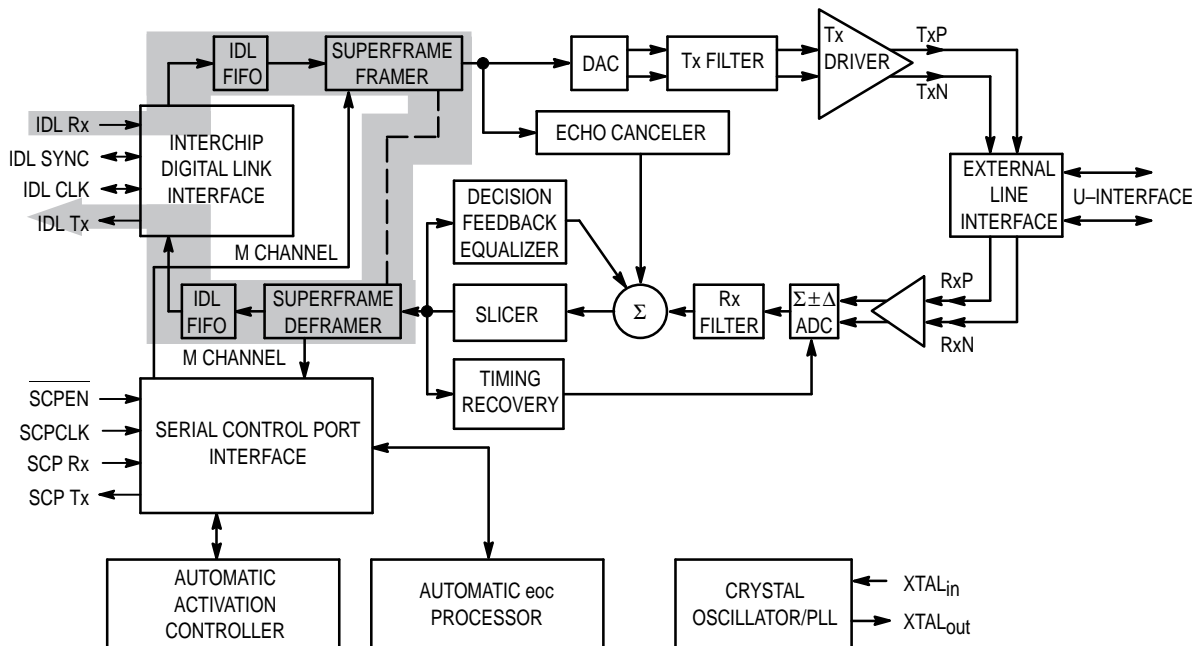 IDL
FIFO
SUPERFRAME
FRAMER
DAC
Tx FILTER
Tx
DRIVER
TxP
TxN
IDL Rx
IDL SYNC
IDL CLK
IDL Tx
INTERCHIP
DIGITAL LINK
INTERFACE
ECHO CANCELER
EXTERNAL
LINE
INTERFACE
U–INTERFACE
DECISION
FEEDBACK
EQUALIZER
M CHANNEL
IDL
FIFO
SUPERFRAME
DEFRAMER
SLICER
Σ
Rx
FILTER
Σ±Δ
ADC
RxP
RxN
M CHANNEL
TIMING
RECOVERY
SCPEN
SCPCLK
SCP Rx
SCP Tx
SERIAL CONTROL PORT
INTERFACE
AUTOMATIC
ACTIVATION
CONTROLLER
AUTOMATIC eoc
PROCESSOR
CRYSTAL
OSCILLATOR/PLL
XTALin
XTALout